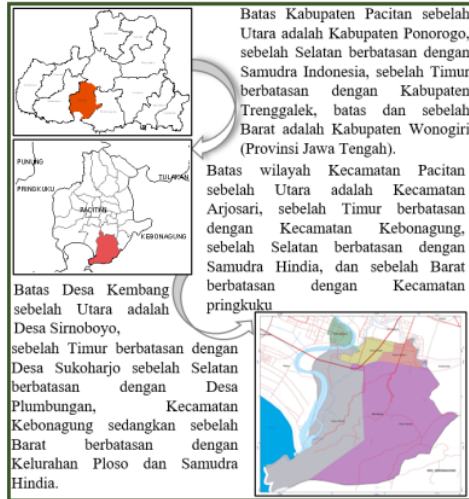 Batas Kabupaten Pacitan sebelah
Utara adalah Kabupaten Ponorogo,
sebelah Selatan berbatasan dengan
Samudra Indonesia, sebelah Timur
berbatasan dengan Kabupaten
Trenggalek, batas dan sebelah
Barat adalah Kabupaten Wonogiri
(Provinsi Jawa Tengah).
PUNUNG
PRINGKUKU
TULAKAN
PACITAN
KEBONAGUNG
Batas wilayah Kecamatan Pacitan
sebelah Utara adalah Kecamatan
Arjosari, sebelah Timur berbatasan
dengan Kecamatan Kebonagung,
sebelah Selatan berbatasan dengan
Samudra Hindia, dan sebelah Barat
berbatasan dengan Kecamatan
pringkuku
Batas Desa Kembang
sebelah Utara adalah
Desa Sirnoboyo,
sebelah Timur berbatasan dengan
Desa Sukoharjo sebelah Selatan
berbatasan dengan Desa
Plumbungan, Kecamatan
Kebonagung sedangkan sebelah
Barat berbatasan dengan
Kelurahan Ploso dan Samudra
Hindia.